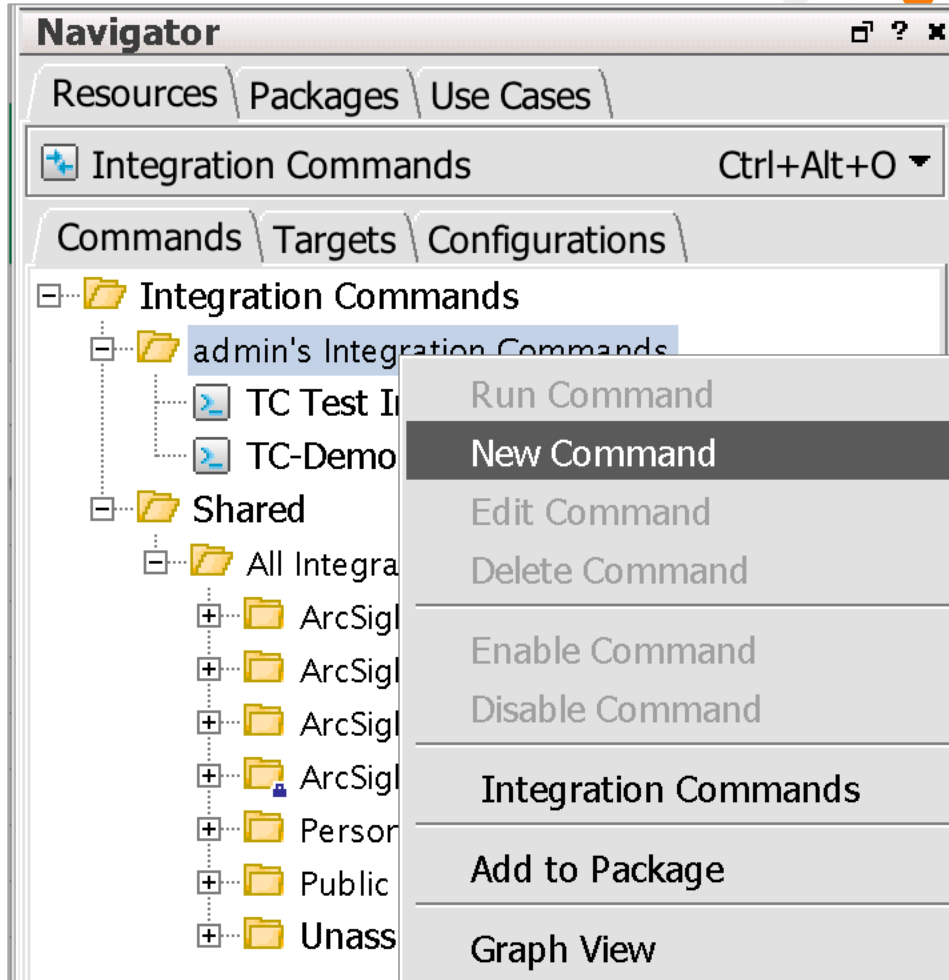 Navigator
Resources Packages Use Cases
Integration Commands Ctrl+Alt+O
Commands Targets Configurations
Integration Commands
admin's Integration Commands
TC Test
TC-Demo
Shared
All
Public
Run Command
New Command
Edit Command
Delete Command
Enable Command
Disable Command
Integration Commands
Add to Package
Graph View